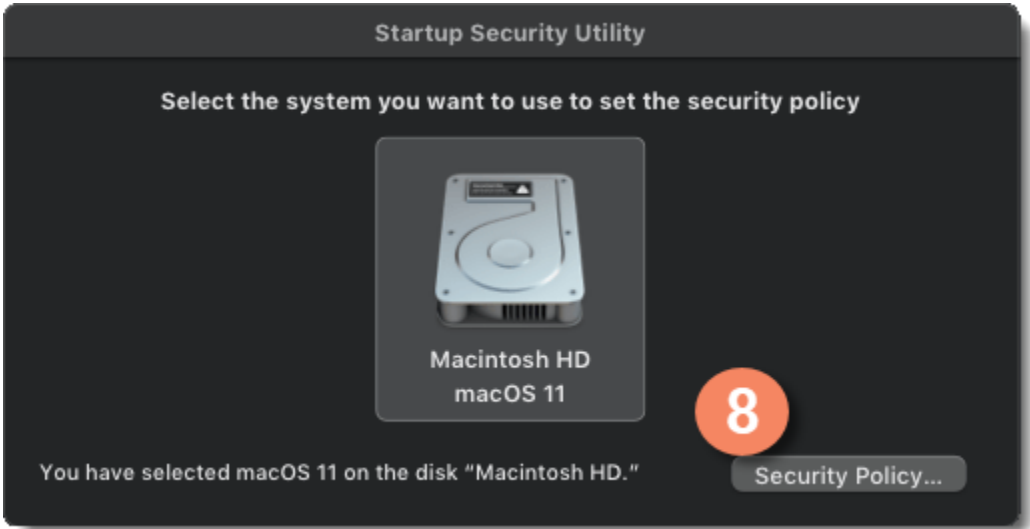 Startup Security Utility
Select the system you want to use to set the security policy
Macintosh HD
macOS 11
8
You have selected macOS 11 on the disk “Macintosh HD.”
Security Policy...